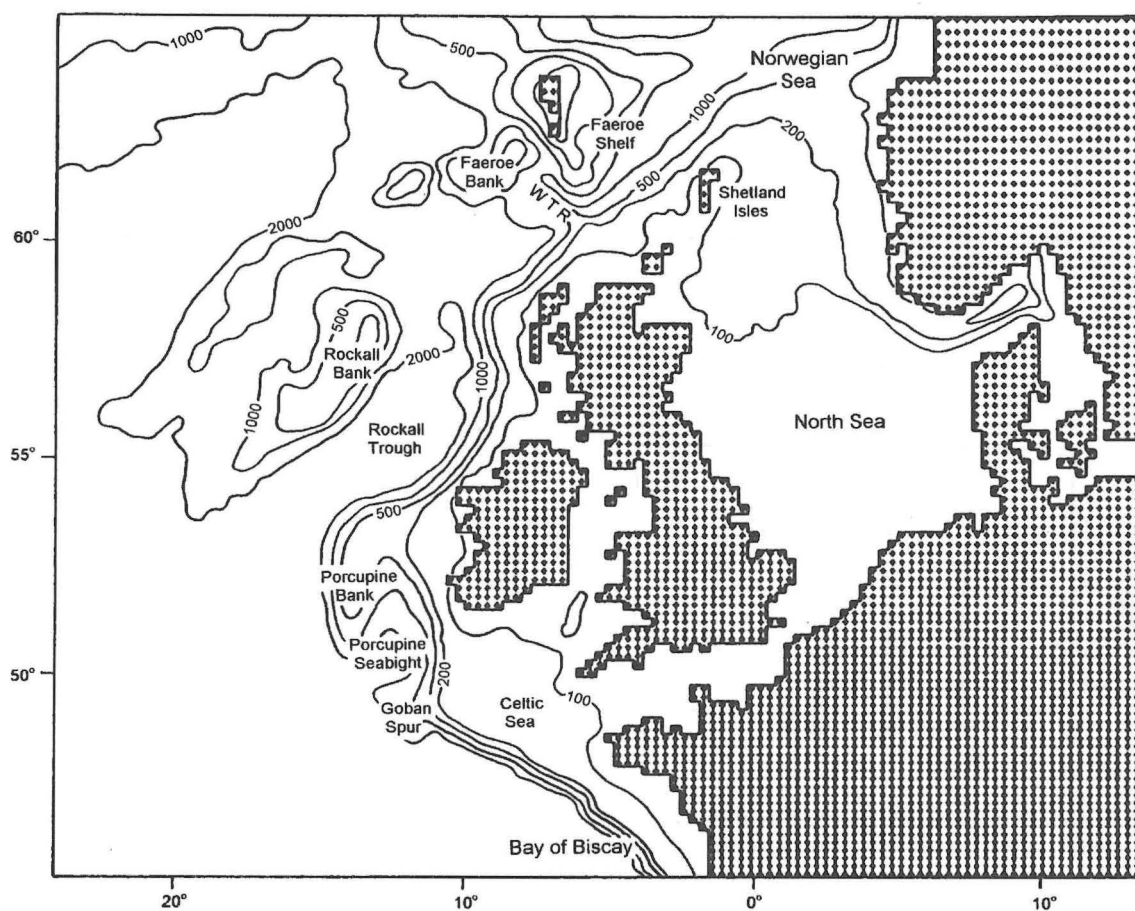 1000
500
Norwegian
Sea
1000
Faeroe
Shelf
200
Faeroe
Bank
500
W T R
Shetland
Isles
60°
2000
500
100
Rockall
Bank
2000
1000
North Sea
1000
Rockall
Trough
55°
500
Porcupine
Bank
Porcupine
Seabight
50°
200
100
Celtic
Sea
Goban
Spur
Bay of Biscay
20°
10°
0°
10°